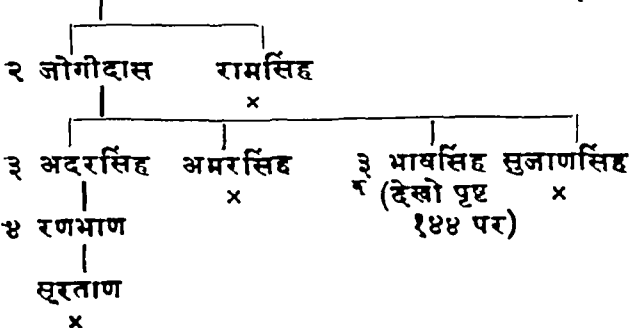 २ जोगीदास रामसिंह
×
३ अदरसिंह अमरसिंह ३ भावसिंह सुजाणसिंह
× (देखो पृष्ट ×
४ रणभाण १४४ पर)
सूरताण
×